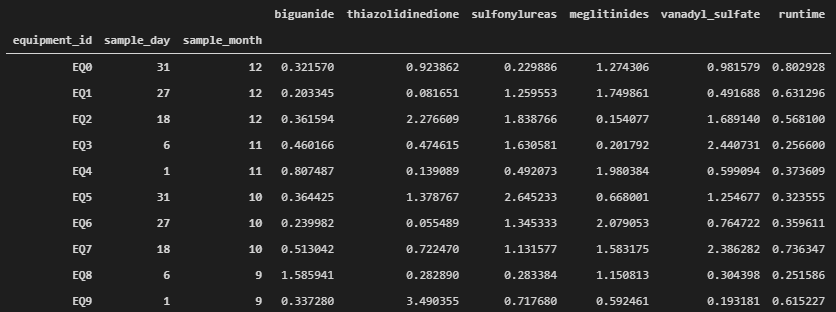 biguanide thiazolidinedione sulfonylureas meglitinides vanadyl_sulfate runtime
equipment_id sample_day sample_month
EQ0 31 12 0.321570 0.923862 0.229886 1.274306 0.981579 0.802928
EQ1 27 12 0.203345 0.081651 1.259553 1.749861 0.491688 0.631296
EQ2 18 12 0.361594 2.276609 1.838766 0.154077 1.689140 0.568100
EQ3 6 11 0.460166 0.474615 1.630581 0.201792 2.440731 0.256600
EQ4 1 11 0.807487 0.139089 0.492073 1.980384 0.599094 0.373609
EQ5 31 10 0.364425 1.378767 2.645233 0.668001 1.254677 0.323555
EQ6 27 10 0.239982 0.055489 1.345333 2.079053 0.764722 0.359611
EQ7 18 10 0.513042 0.722470 1.131577 1.583175 2.386282 0.736347
EQ8 6 9 1.585941 0.282890 0.283384 1.150813 0.304398 0.251586
EQ9 1 9 0.337280 3.490355 0.717680 0.592461 0.193181 0.615227